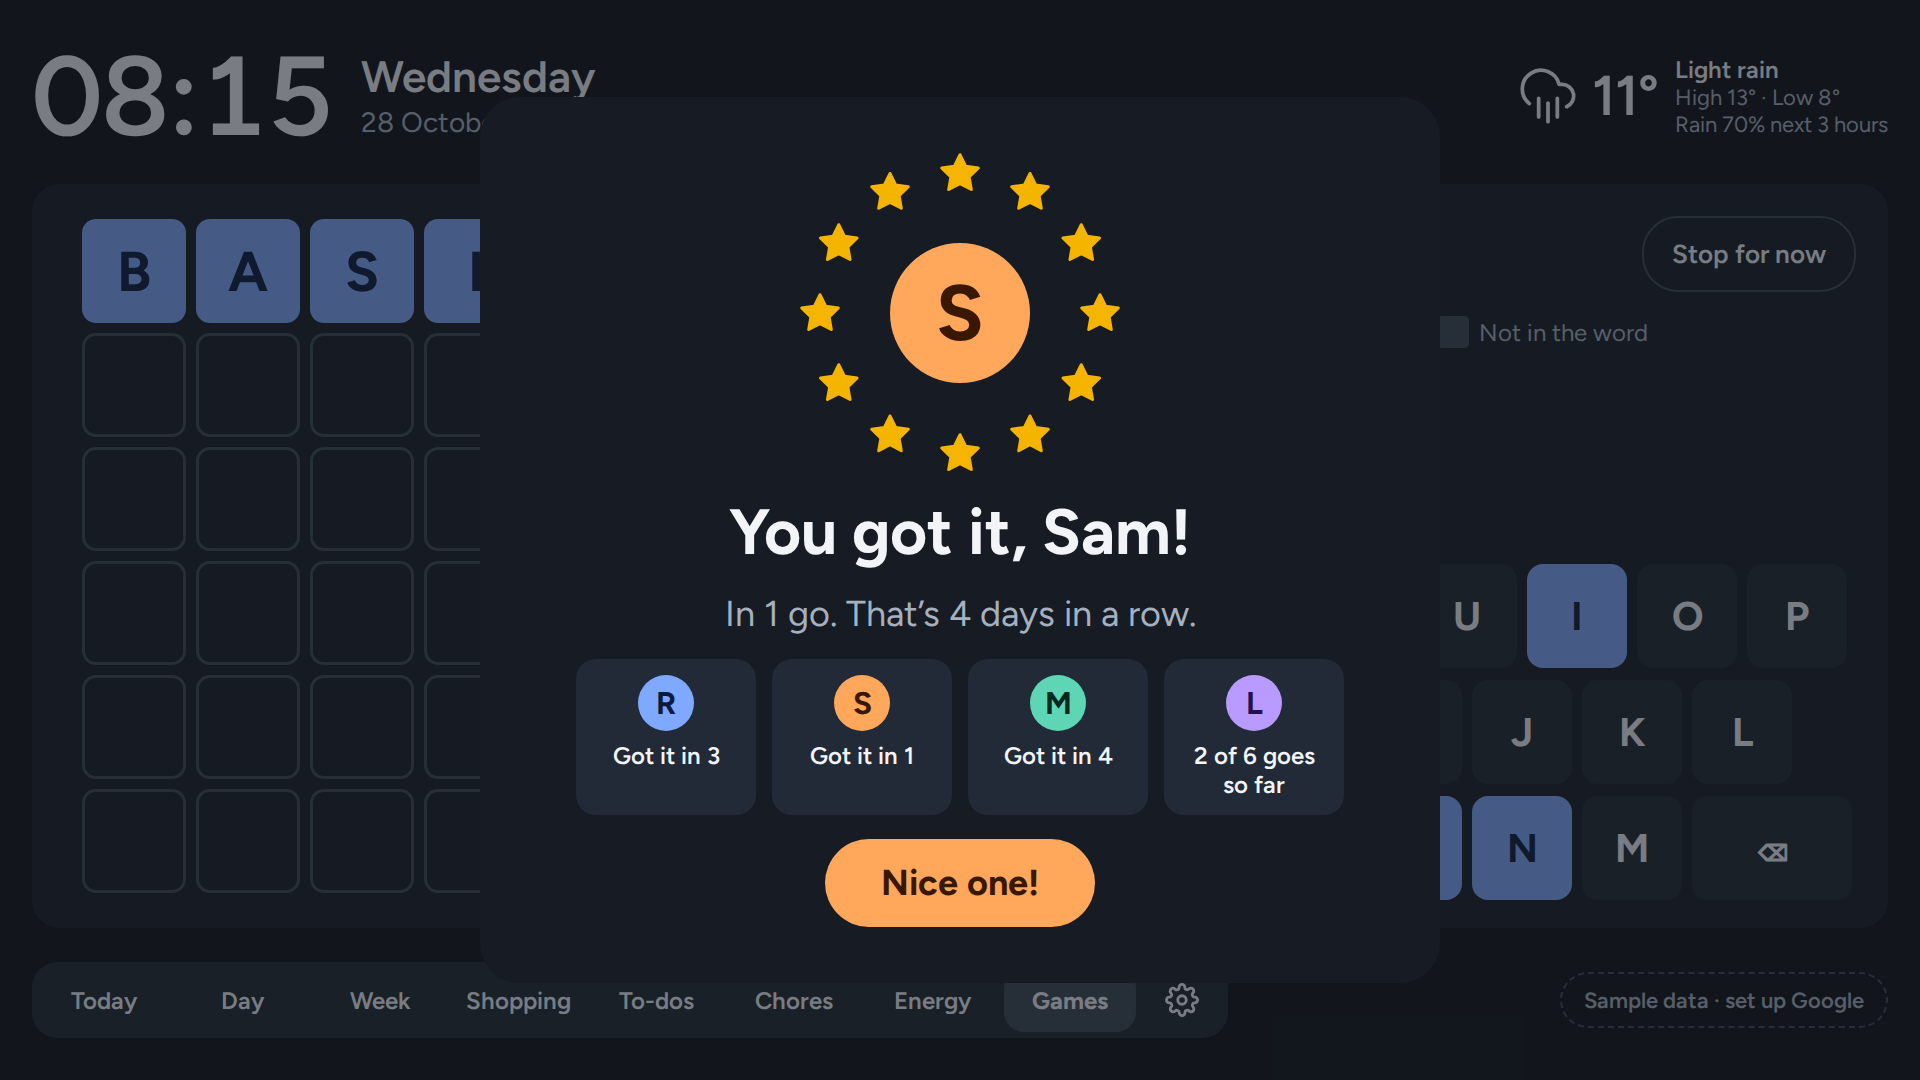 08:15
Wednesday
28 Octob
11°
Light rain
High 13° · Low 8°
Rain 70% next 3 hours
B A S
Stop for now
Not in the word
S
You got it, Sam!
In 1 go. That’s 4 days in a row.
R
Got it in 3
S
Got it in 1
M
Got it in 4
L
2 of 6 goes
so far
Nice one!
U I O P
J K L
N M
Today
Day
Week
Shopping
To-dos
Chores
Energy
Games
Sample data · set up Google